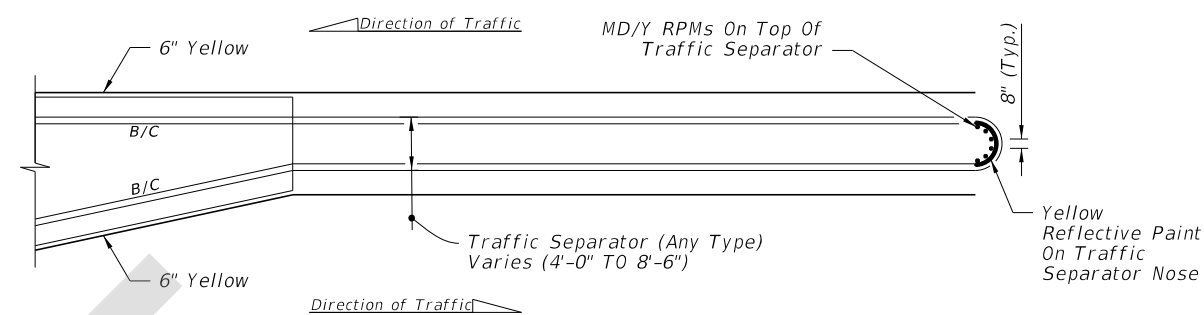 Direction of Traffic
6" Yellow
MD/Y RPMs On Top Of
Traffic Separator
8" (Typ.)
B/C
B/C
Yellow
Reflective Paint
On Traffic
Separator Nose
Traffic Separator (Any Type)
Varies (4'-0" TO 8'-6")
6" Yellow
Direction of Traffic